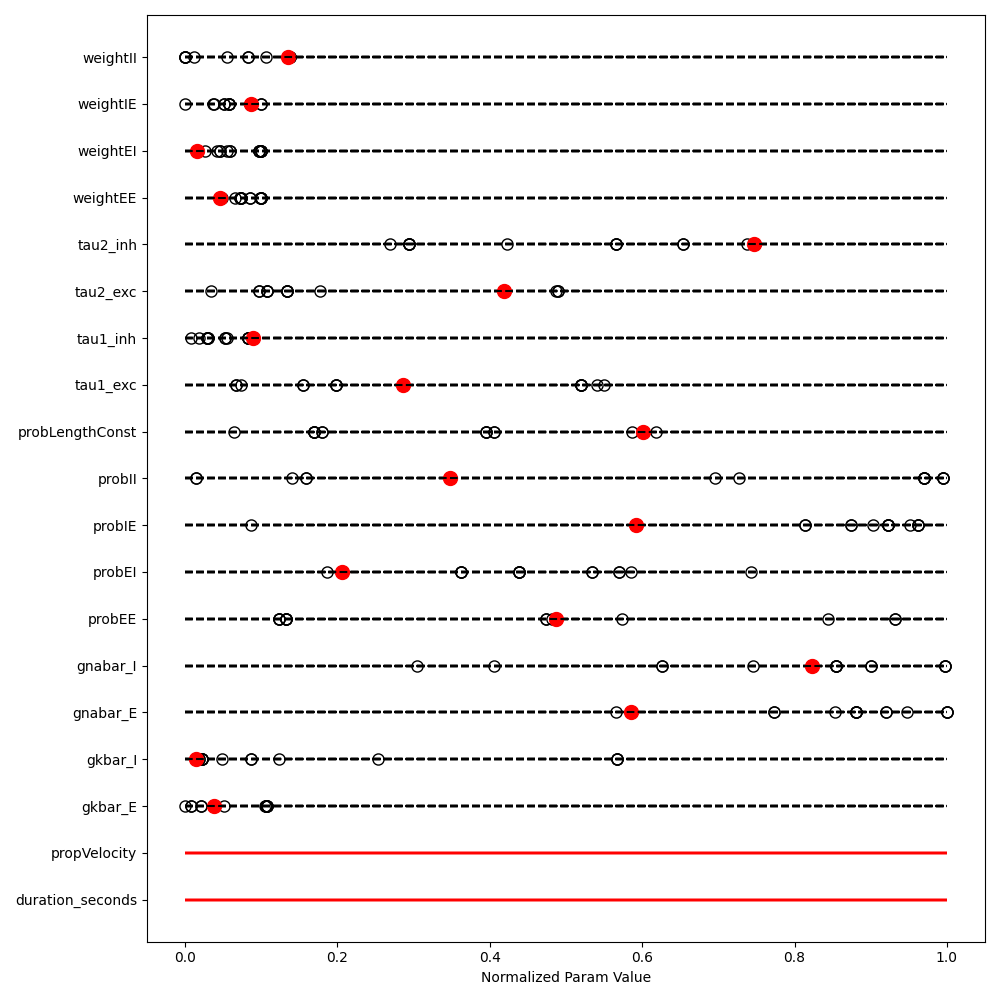 weightII
weightIE
weightEI
weightEE
tau2_inh
tau2_exc
tau1_inh
tau1_exc
probLengthConst
probII
probIE
probEI
probEE
gnabar_I
gnabar_E
gkbar_I
gkbar_E
propVelocity
duration_seconds
0.0 0.2 0.4 0.6 0.8 1.0
Normalized Param Value